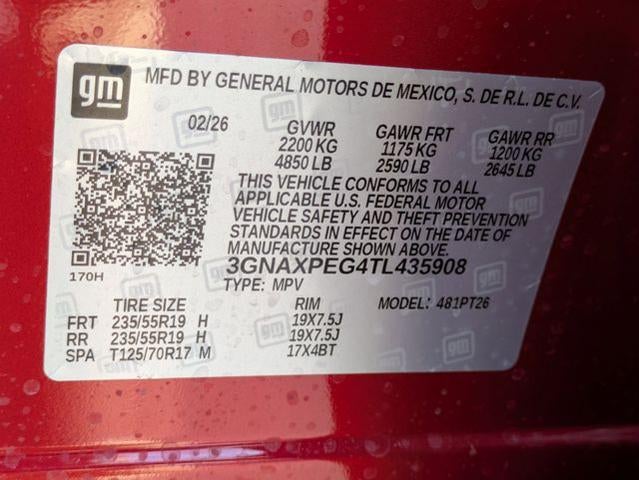 gm MFD BY GENERAL MOTORS DE MEXICO, S. DE R.L. DE C.V.
02/26 GVWR GAWR FRT GAWR RR
2200 KG 1175 KG 1200 KG
4850 LB 2590 LB 2645 LB
THIS VEHICLE CONFORMS TO ALL
APPLICABLE U.S. FEDERAL MOTOR
VEHICLE SAFETY AND THEFT PREVENTION
STANDARDS IN EFFECT ON THE DATE OF
MANUFACTURE SHOWN ABOVE.
170H 3GNAXPEG4TL435908
TYPE: MPV MODEL: 481PT26
TIRE SIZE RIM
FRT 235/55R19 H 19X7.5J
RR 235/55R19 H 19X7.5J
SPA T125/70R17 M 17X4BT